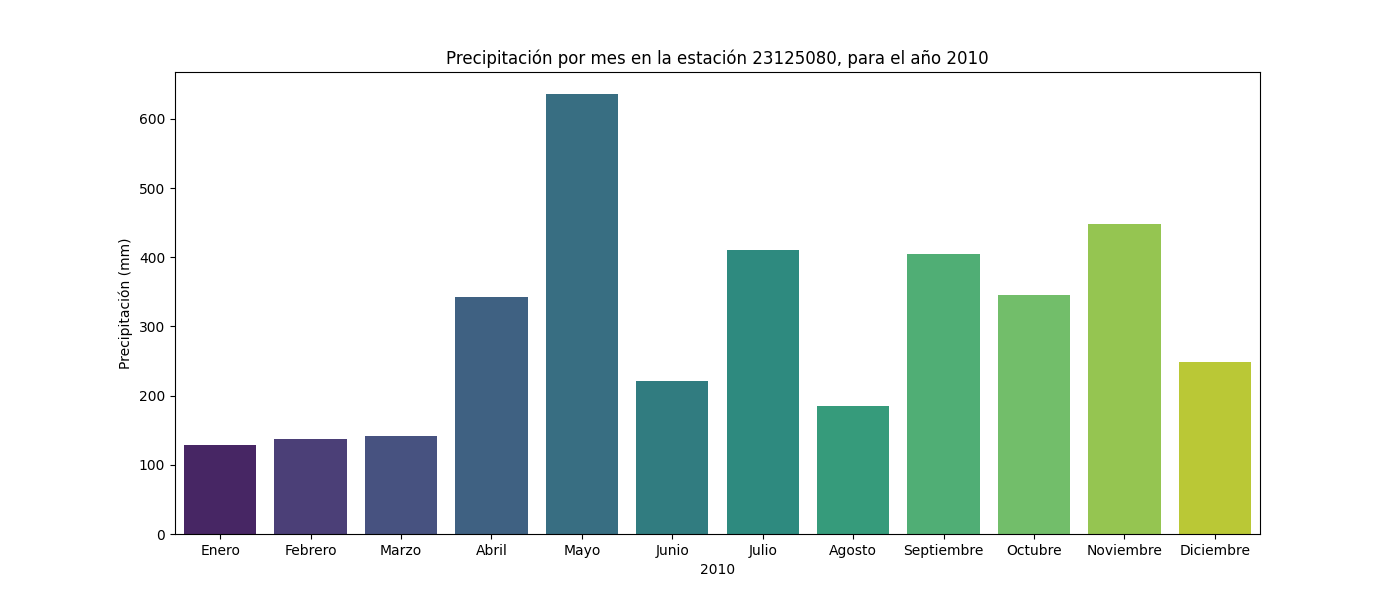 Precipitación por mes en la estación 23125080, para el año 2010
Precipitación (mm)
600
500
400
300
200
100
0
Enero Febrero Marzo Abril Mayo Junio Julio Agosto Septiembre Octubre Noviembre Diciembre
2010